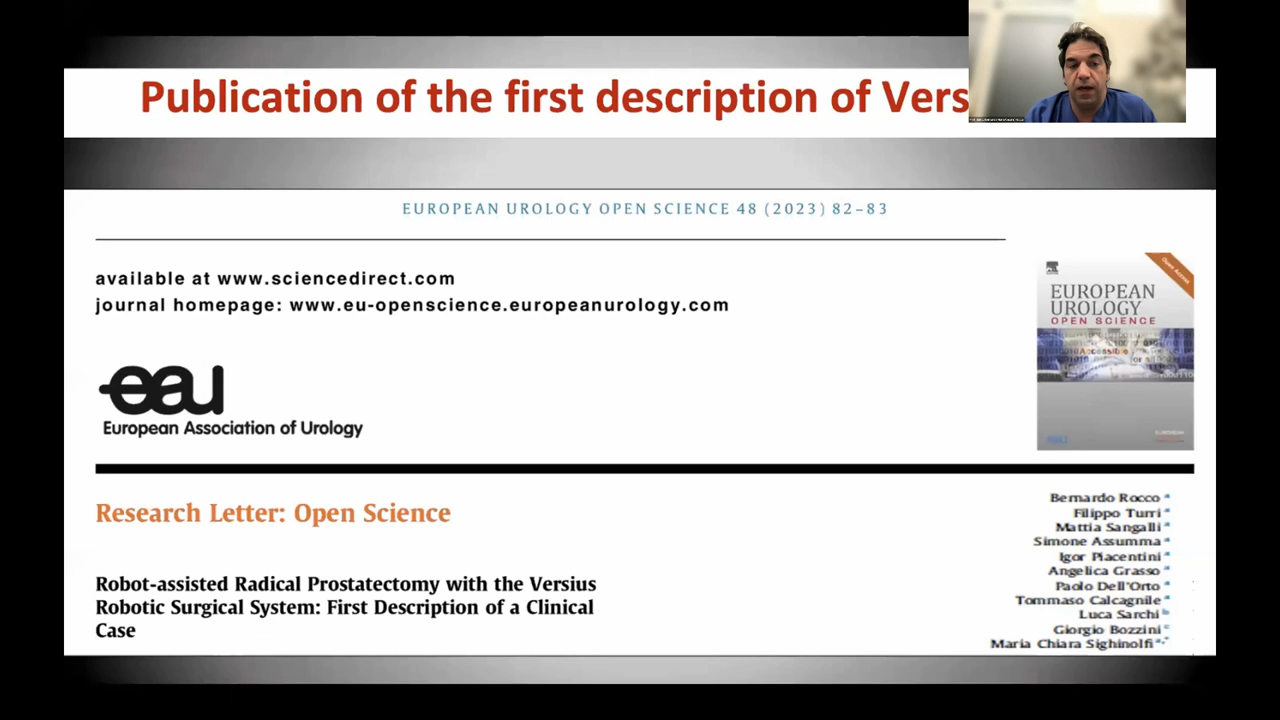 Publication of the first description of Vers
EUROPEAN UROLOGY OPEN SCIENCE 48 (2023) 82–83
available at www.sciencedirect.com
journal homepage: www.eu-openscience.europeanurology.com
Open Access
EUROPEAN
UROLOGY
OPEN SCIENCE
Accessible
eau
European Association of Urology
Research Letter: Open Science
Robot-assisted Radical Prostatectomy with the Versius
Robotic Surgical System: First Description of a Clinical
Case
Bernardo Rocco
Filippo Turri
Mattia Sangalli
Simone Assumma
Igor Piacentini
Angelica Grasso
Paolo Dell'Orto
Tommaso Calcagnile
Luca Sarchi
Giorgio Bozzini
Maria Chiara Sighinolfi